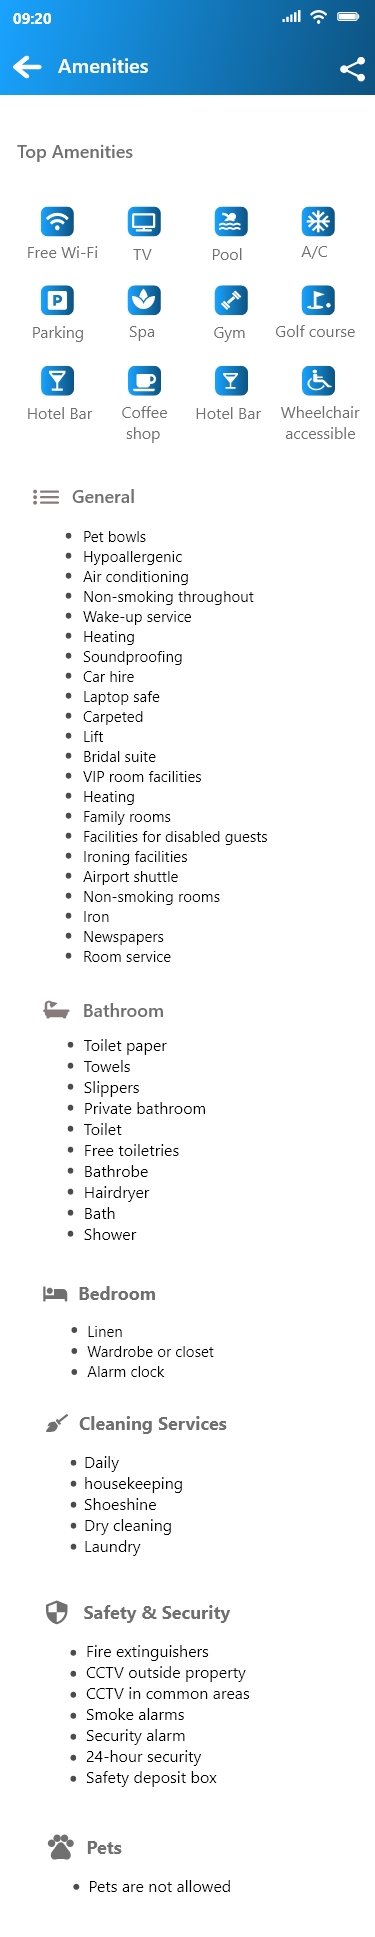 09:20
Amenities
Top Amenities
Free Wi-Fi
TV
Pool
A/C
P
Parking
Spa
Gym
Golf course
Hotel Bar
Coffee
shop
Hotel Bar
Wheelchair
accessible
General
Pet bowls
Hypoallergenic
Air conditioning
Non-smoking throughout
Wake-up service
Heating
Soundproofing
Car hire
Laptop safe
Carpeted
Lift
Bridal suite
VIP room facilities
Heating
Family rooms
Facilities for disabled guests
Ironing facilities
Airport shuttle
Non-smoking rooms
Iron
Newspapers
Room service
Bathroom
Toilet paper
Towels
Slippers
Private bathroom
Toilet
Free toiletries
Bathrobe
Hairdryer
Bath
Shower
Bedroom
Linen
Wardrobe or closet
Alarm clock
Cleaning Services
Daily
housekeeping
Shoeshine
Dry cleaning
Laundry
Safety & Security
Fire extinguishers
CCTV outside property
CCTV in common areas
Smoke alarms
Security alarm
24-hour security
Safety deposit box
Pets
Pets are not allowed